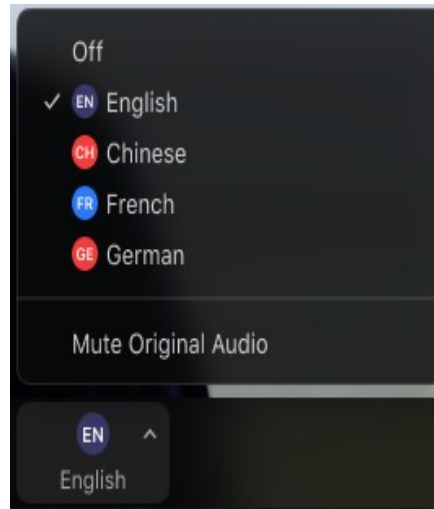 Off
EN English
CH Chinese
FR French
GE German
Mute Original Audio
EN
English